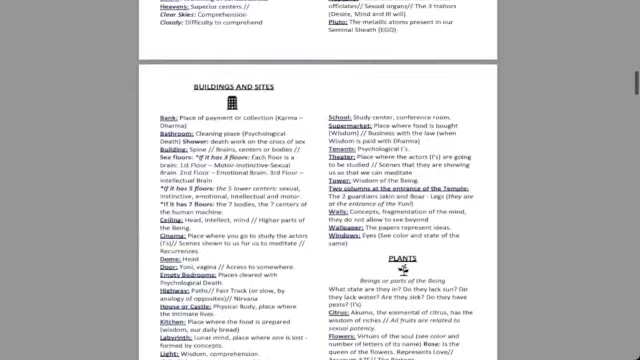 Heavens: Superior centers //
Clear Skies: Comprehension
Cloudy: Difficulty to comprehend
officiates// Sexual organs// The 3 traitors
(Desire, Mind and Ill will)
Pluto: The metallic atoms present in our
Seminal Sheath (EGO).
BUILDINGS AND SITES
Bank: Place of payment or collection (Karma –
Dharma)
Bathroom: Cleaning place (Psychological
Death) Shower: death work on the cross of sex
Building: Spine // Brains, centers or bodies //
See floors: *If it has 3 floors: Each floor is a
brain: 1st Floor – Motor-Instinctive-Sexual
Brain. 2nd Floor – Emotional Brain. 3rd Floor –
Intellectual Brain
*If it has 5 floors: the 5 lower centers: sexual,
instinctive, emotional, intellectual and motor.
*If it has 7 floors: the 7 bodies, the 7 centers of
the human machine.
Ceiling: Head, intellect, mind // Higher parts of
the Being.
Cinema: Place where you go to study the actors
(I's)// Scenes shown to us for us to meditate //
Recurrences
Dome: Head
Door: Yoni, vagina // Access to somewhere.
Empty Bedrooms: Places cleared with
Psychological Death.
Highway: Paths// Fast Track (or slow, by
analogy of opposites)// Nirvana
House or Castle: Physical Body, place where
the intimate lives
Kitchen: Place where the food is prepared
(wisdom, our daily bread)
Labyrinth: Lunar mind, place where one is lost -
formed by concepts.
Light: Wisdom, comprehension.
School: Study center, conference room.
Supermarket: Place where food is bought
(Wisdom) // Business with the law (when
Wisdom is paid with Dharma)
Tenents: Psychological I's.
Theater: Place where the actors (I's) are going
to be studied // Scenes that they are showing
us so that we can meditate
Tower: Wisdom of the Being.
Two columns at the entrance of the Temple:
The 2 guardians Jakin and Boaz - Legs (they are
at the entrance of the Yoni)
Walls: Concepts, fragmentation of the mind,
they do not allow to see beyond
Wallpaper: The papers represent ideas.
Windows: Eyes (See color and state of the
same)
PLANTS
Beings or parts of the Being
What state are they in? Do they lack sun? Do
they lack water? Are they sick? Do they have
pests? (I's)
Citrus: Akumo, the elemental of citrus, has the
wisdom of riches // All fruits are related to
sexual potency.
Flowers: Virtues of the soul (see color and
number of letters of its name) Rose: Is the
queen of the flowers. Represents Love//